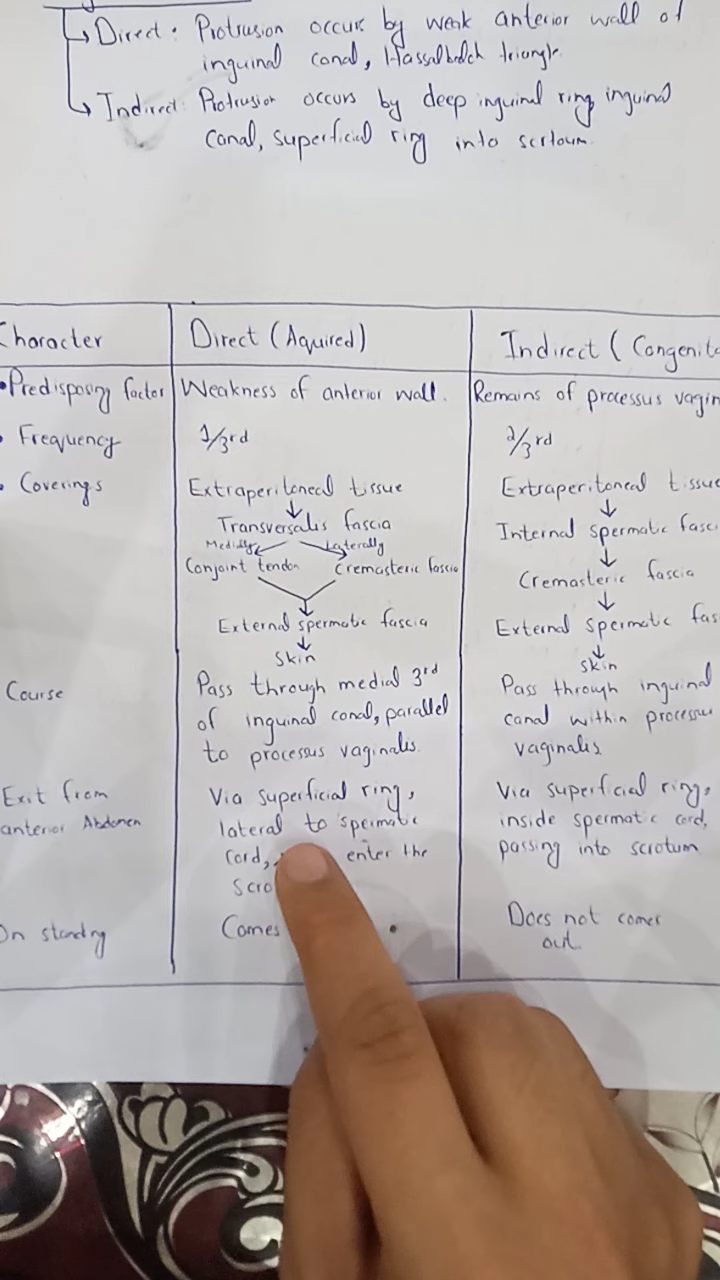 Direct: Protrusion occurs by weak anterior wall of
inguinal canal, Hassalbalch triangle.
Indirect: Protrusion occurs by deep inguinal ring, inguinal
canal, superficial ring into scrtoum.
Character
Direct (Aquired)
Indirect (Congenita
Predisposing factor
Weakness of anterior wall.
Remains of processus vagin
Frequency
1/3rd
2/3rd
Coverings
Extraperitoneal tissue
Transversalis fascia
Medially
Laterally
Conjoint tendon
Cremasteric fascia
External spermatic fascia
Skin
Extraperitoneal tissue
Internal spermatic fasc
Cremasteric fascia
External spermatic fas
Skin
Course
Pass through medial 3rd
of inguinal canal, parallel
to processus vaginalis.
Pass through inguinal
canal within processu
vaginalis
Exit from
anterior Abdomen
Via superficial ring,
lateral to spermatic
cord, enter the
Scro
Via superficial ring,
inside spermatic cord,
passing into scrotum
On standing
Comes
Does not comes
out.